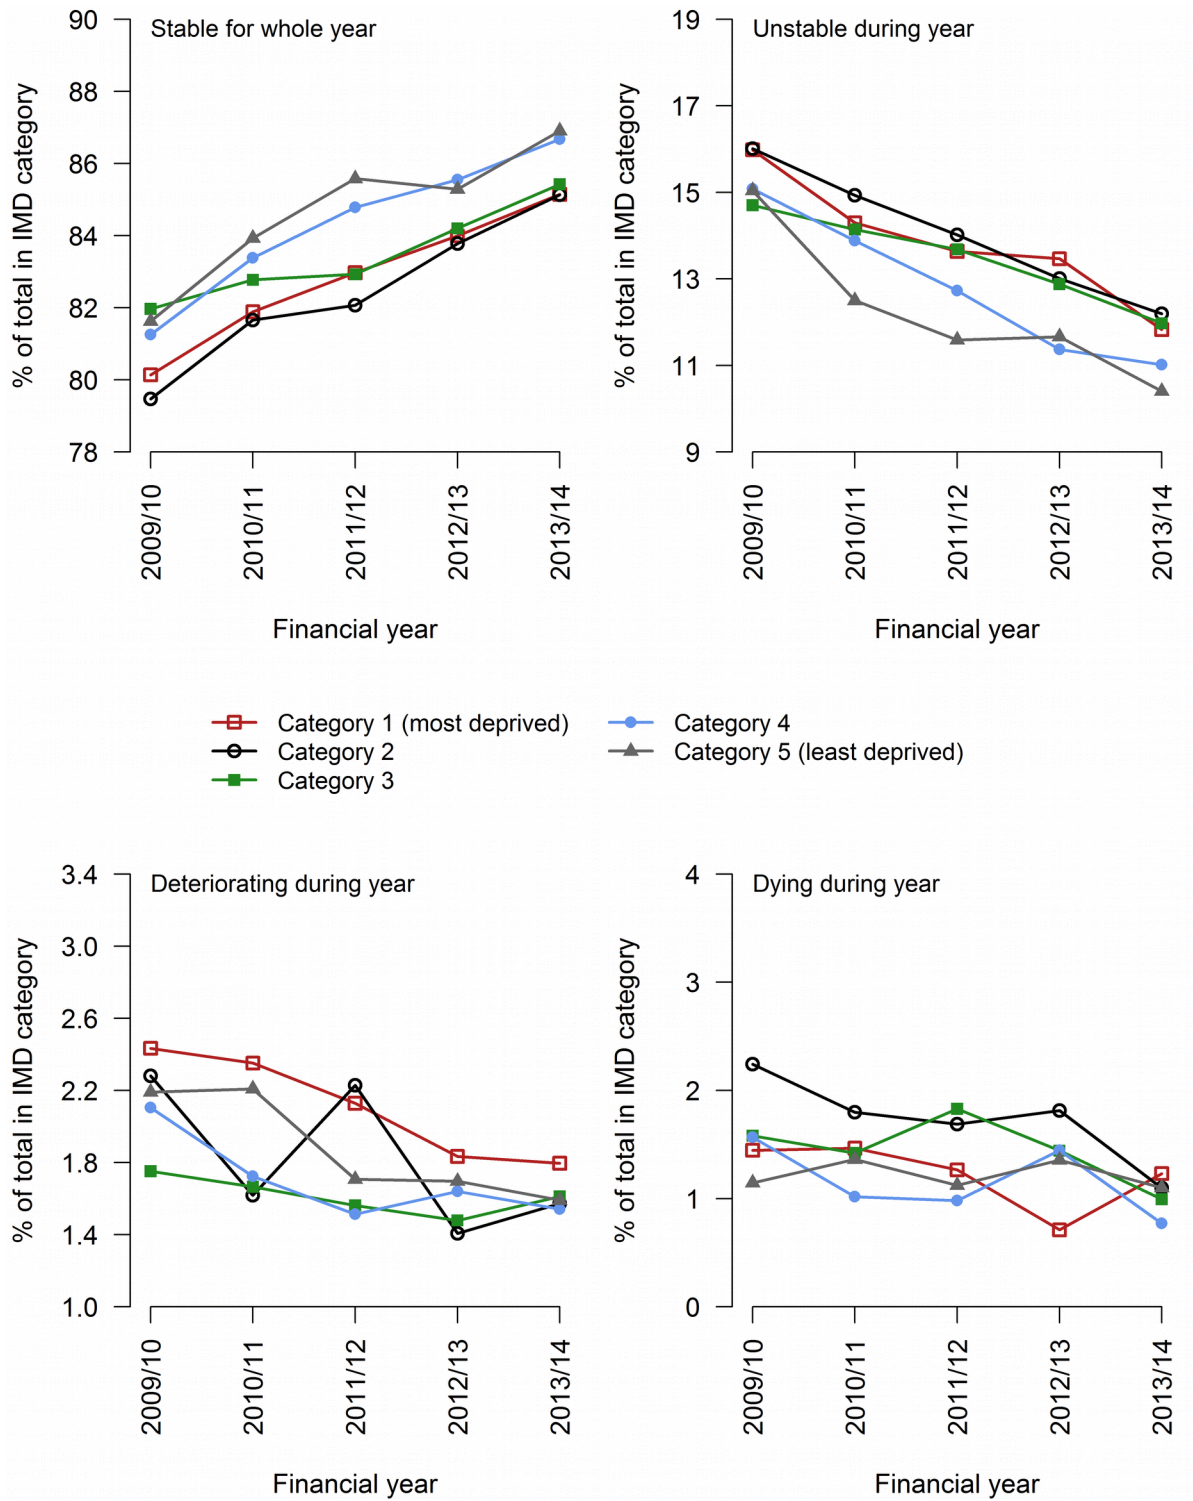 Stable for whole year
% of total in IMD category
90
88
86
84
82
80
78
2009/10
2010/11
2011/12
2012/13
2013/14
Financial year
Unstable during year
% of total in IMD category
19
17
15
13
11
9
2009/10
2010/11
2011/12
2012/13
2013/14
Financial year
Category 1 (most deprived)
Category 2
Category 3
Category 4
Category 5 (least deprived)
Deteriorating during year
% of total in IMD category
3.4
3.0
2.6
2.2
1.8
1.4
1.0
2009/10
2010/11
2011/12
2012/13
2013/14
Financial year
Dying during year
% of total in IMD category
4
3
2
1
0
2009/10
2010/11
2011/12
2012/13
2013/14
Financial year